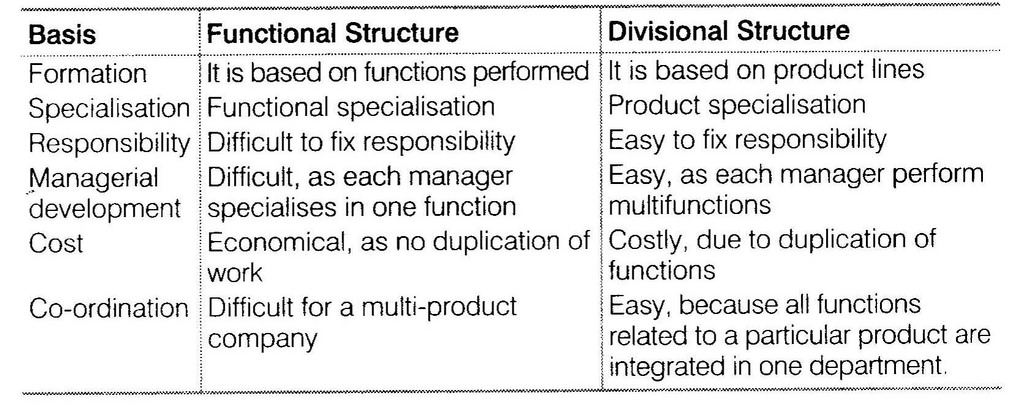 Basis Functional Structure Divisional Structure
Formation It is based on functions performed It is based on product lines
Specialisation Functional specialisation Product specialisation
Responsibility Difficult to fix responsibility Easy to fix responsibility
Managerial Difficult, as each manager Easy, as each manager perform
development specialises in one function multifunctions
Cost Economical, as no duplication of Costly, due to duplication of
work functions
Co-ordination Difficult for a multi-product Easy, because all functions
company related to a particular product are
integrated in one department.